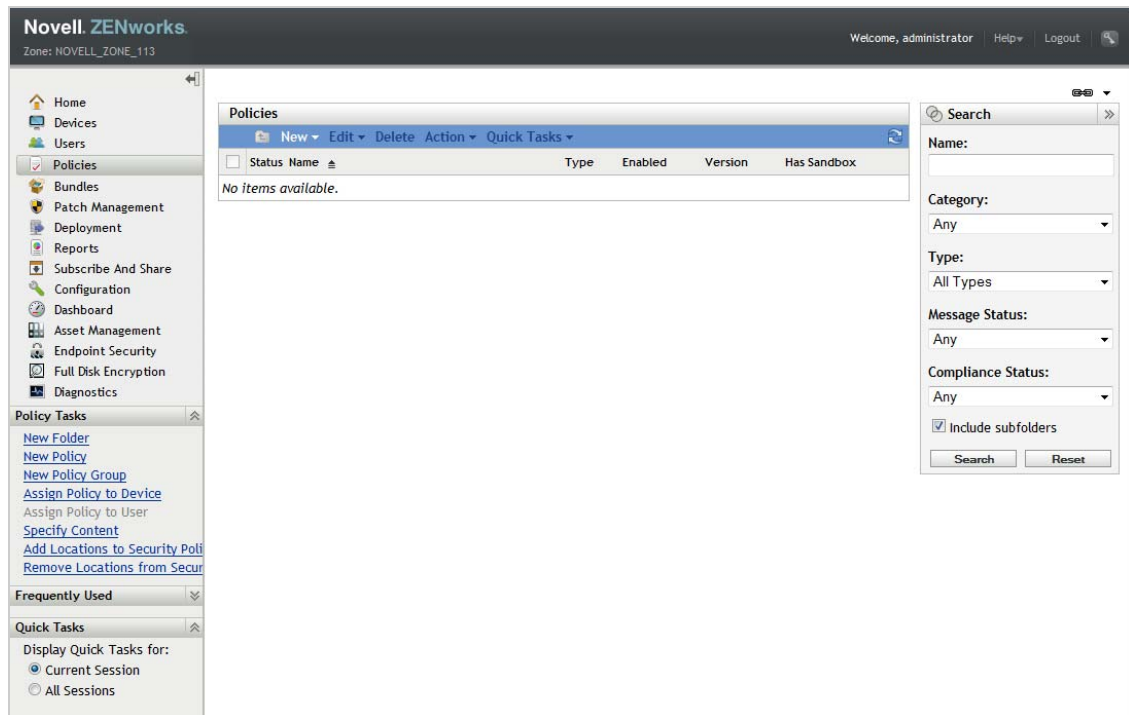 Novell. ZENworks.
Zone: NOVELL_ZONE_113
Welcome, administrator
Help
Logout
Home
Devices
Users
Policies
Bundles
Patch Management
Deployment
Reports
Subscribe And Share
Configuration
Dashboard
Asset Management
Endpoint Security
Full Disk Encryption
Diagnostics
Policy Tasks
New Folder
New Policy
New Policy Group
Assign Policy to Device
Assign Policy to User
Specify Content
Add Locations to Security Poli
Remove Locations from Secur
Frequently Used
Quick Tasks
Display Quick Tasks for:
Current Session
All Sessions
Policies
New Edit Delete Action Quick Tasks
Status Name Type Enabled Version Has Sandbox
No items available.
Search
Name:
Category:
Any
Type:
All Types
Message Status:
Any
Compliance Status:
Any
Include subfolders
Search Reset